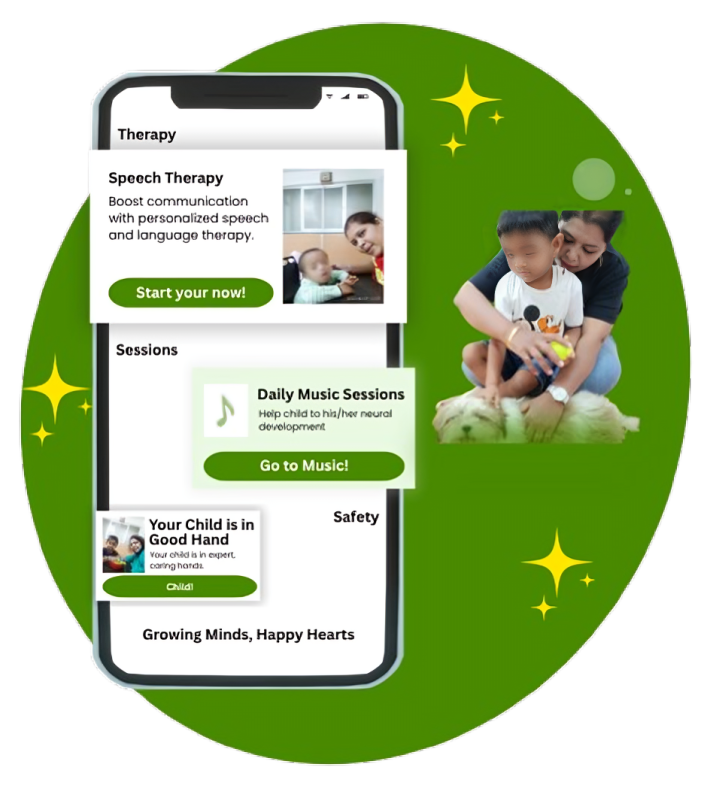 Therapy
Speech Therapy
Boost communication
with personalized speech
and language therapy.
Start your now!
Sessions
Daily Music Sessions
Help child to his/her neural
development
Go to Music!
Safety
Your Child is in
Good Hand
Your child is in expert,
caring hands.
Child!
Growing Minds, Happy Hearts